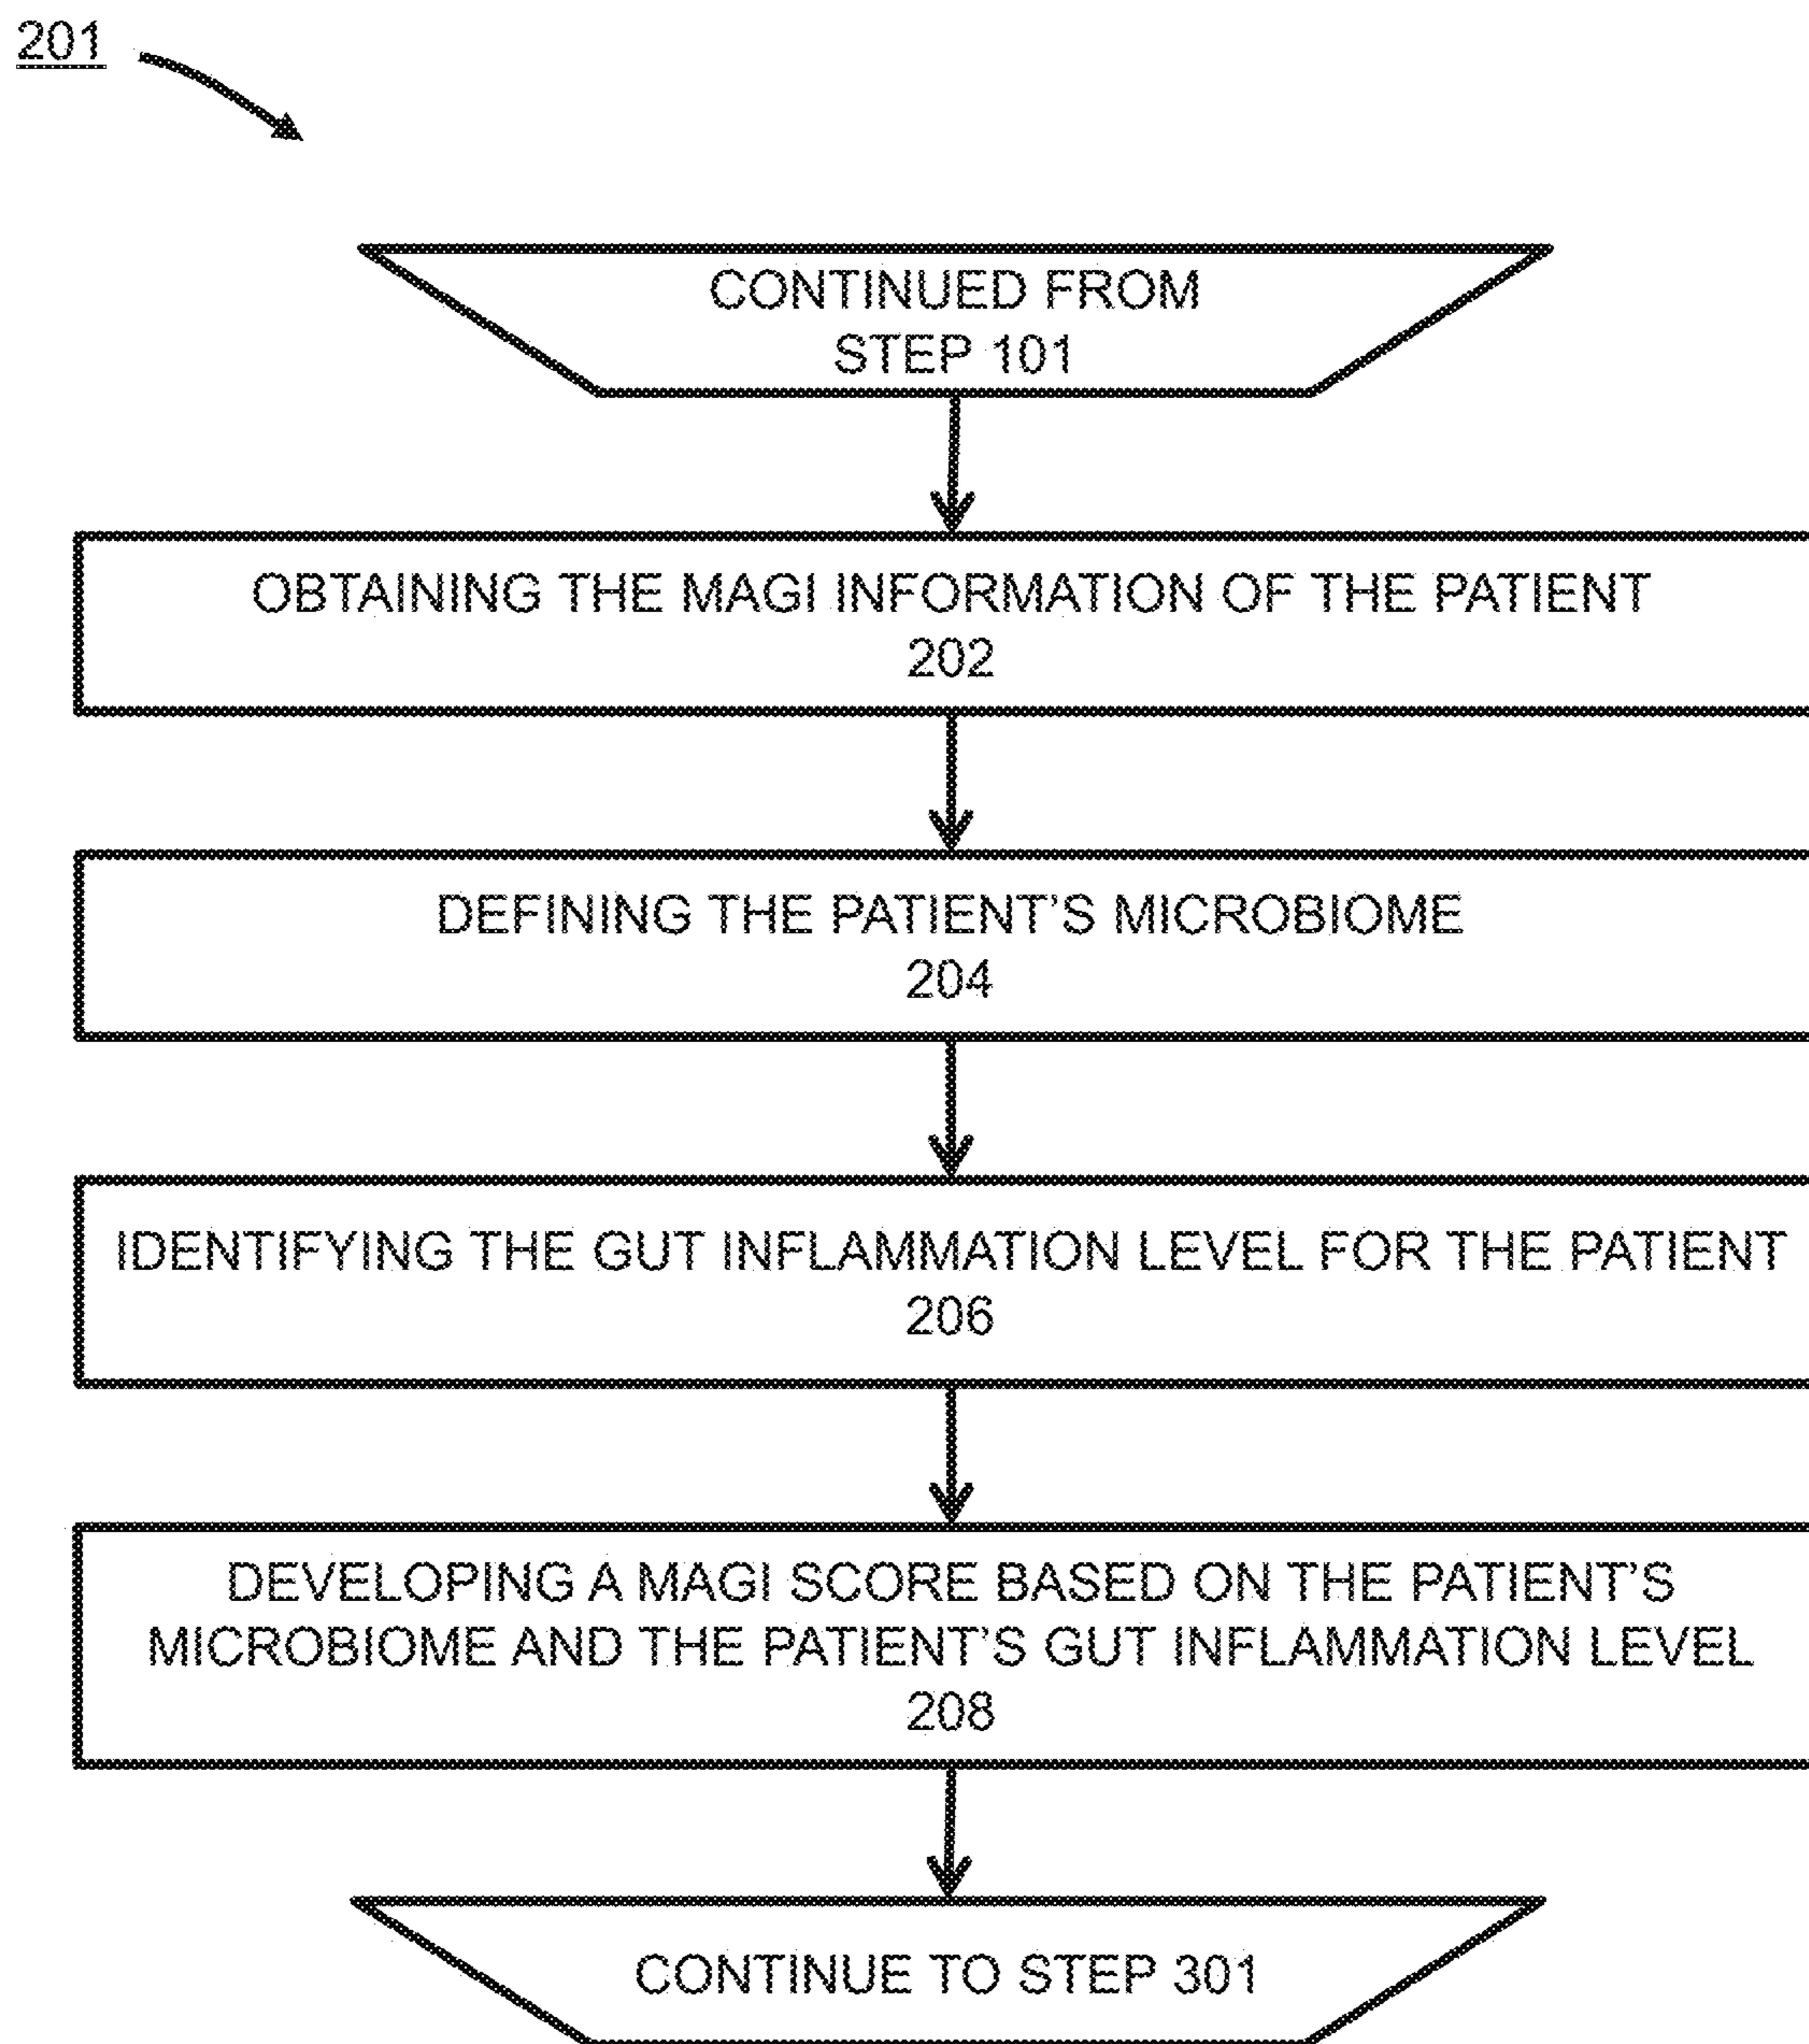 201
CONTINUED FROM
STEP 101
OBTAINING THE MAGI INFORMATION OF THE PATIENT
202
DEFINING THE PATIENT'S MICROBIOME
204
IDENTIFYING THE GUT INFLAMMATION LEVEL FOR THE PATIENT
206
DEVELOPING A MAGI SCORE BASED ON THE PATIENT'S
MICROBIOME AND THE PATIENT'S GUT INFLAMMATION LEVEL
208
CONTINUE TO STEP 301